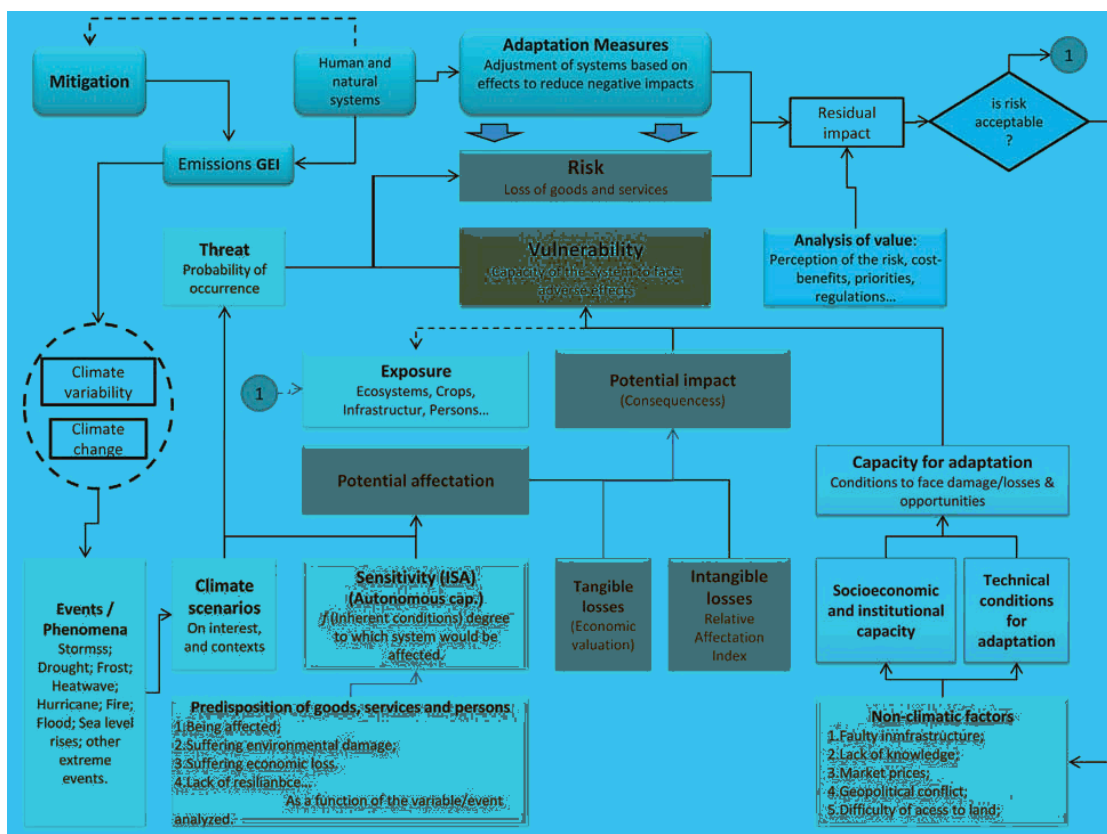 Mitigation
Human and
natural systems
Adaptation Measures
Adjustment of systems based on
effects to reduce negative impacts
1
Residual
impact
is risk
acceptable
?
Emissions GEI
Risk
Loss of goods and services
Threat
Probability of
occurrence
Vulnerability
(Capacity of the system to face
adverse effects
Analysis of value:
Perception of the risk, cost-
benefits, priorities,
regulations...
Climate
variability
Climate
change
1
Exposure
Ecosystems, Crops,
Infrastructur, Persons...
Potential impact
(Consequencess)
Potential affectation
Capacity for adaptation
Conditions to face damage/losses &
opportunities
Events /
Phenomena
Stormss;
Drought; Frost;
Heatwave;
Hurricane; Fire;
Flood; Sea level
rises; other
extreme
events.
Climate
scenarios
On interest,
and contexts
Sensitivity (ISA)
(Autonomous cap.)
f (Inherent conditions) degree
to which system would be
affected.
Tangible
losses
(Economic
valuation)
Intangible
losses
Relative
Affectation
Index
Socioeconomic
and institutional
capacity
Technical
conditions
for
adaptation
Predisposition of goods, services and persons
1.Being affected;
2.Suffering environmental damage;
3.Suffering economic loss.
4.Lack of resilianbce...
As a function of the variable/event
analyzed.
Non-climatic factors
1.Faulty inmfrastructure;
2.Lack of knowledge;
3.Market prices;
4.Geopolitical conflict;
5.Difficulty of acess to land;